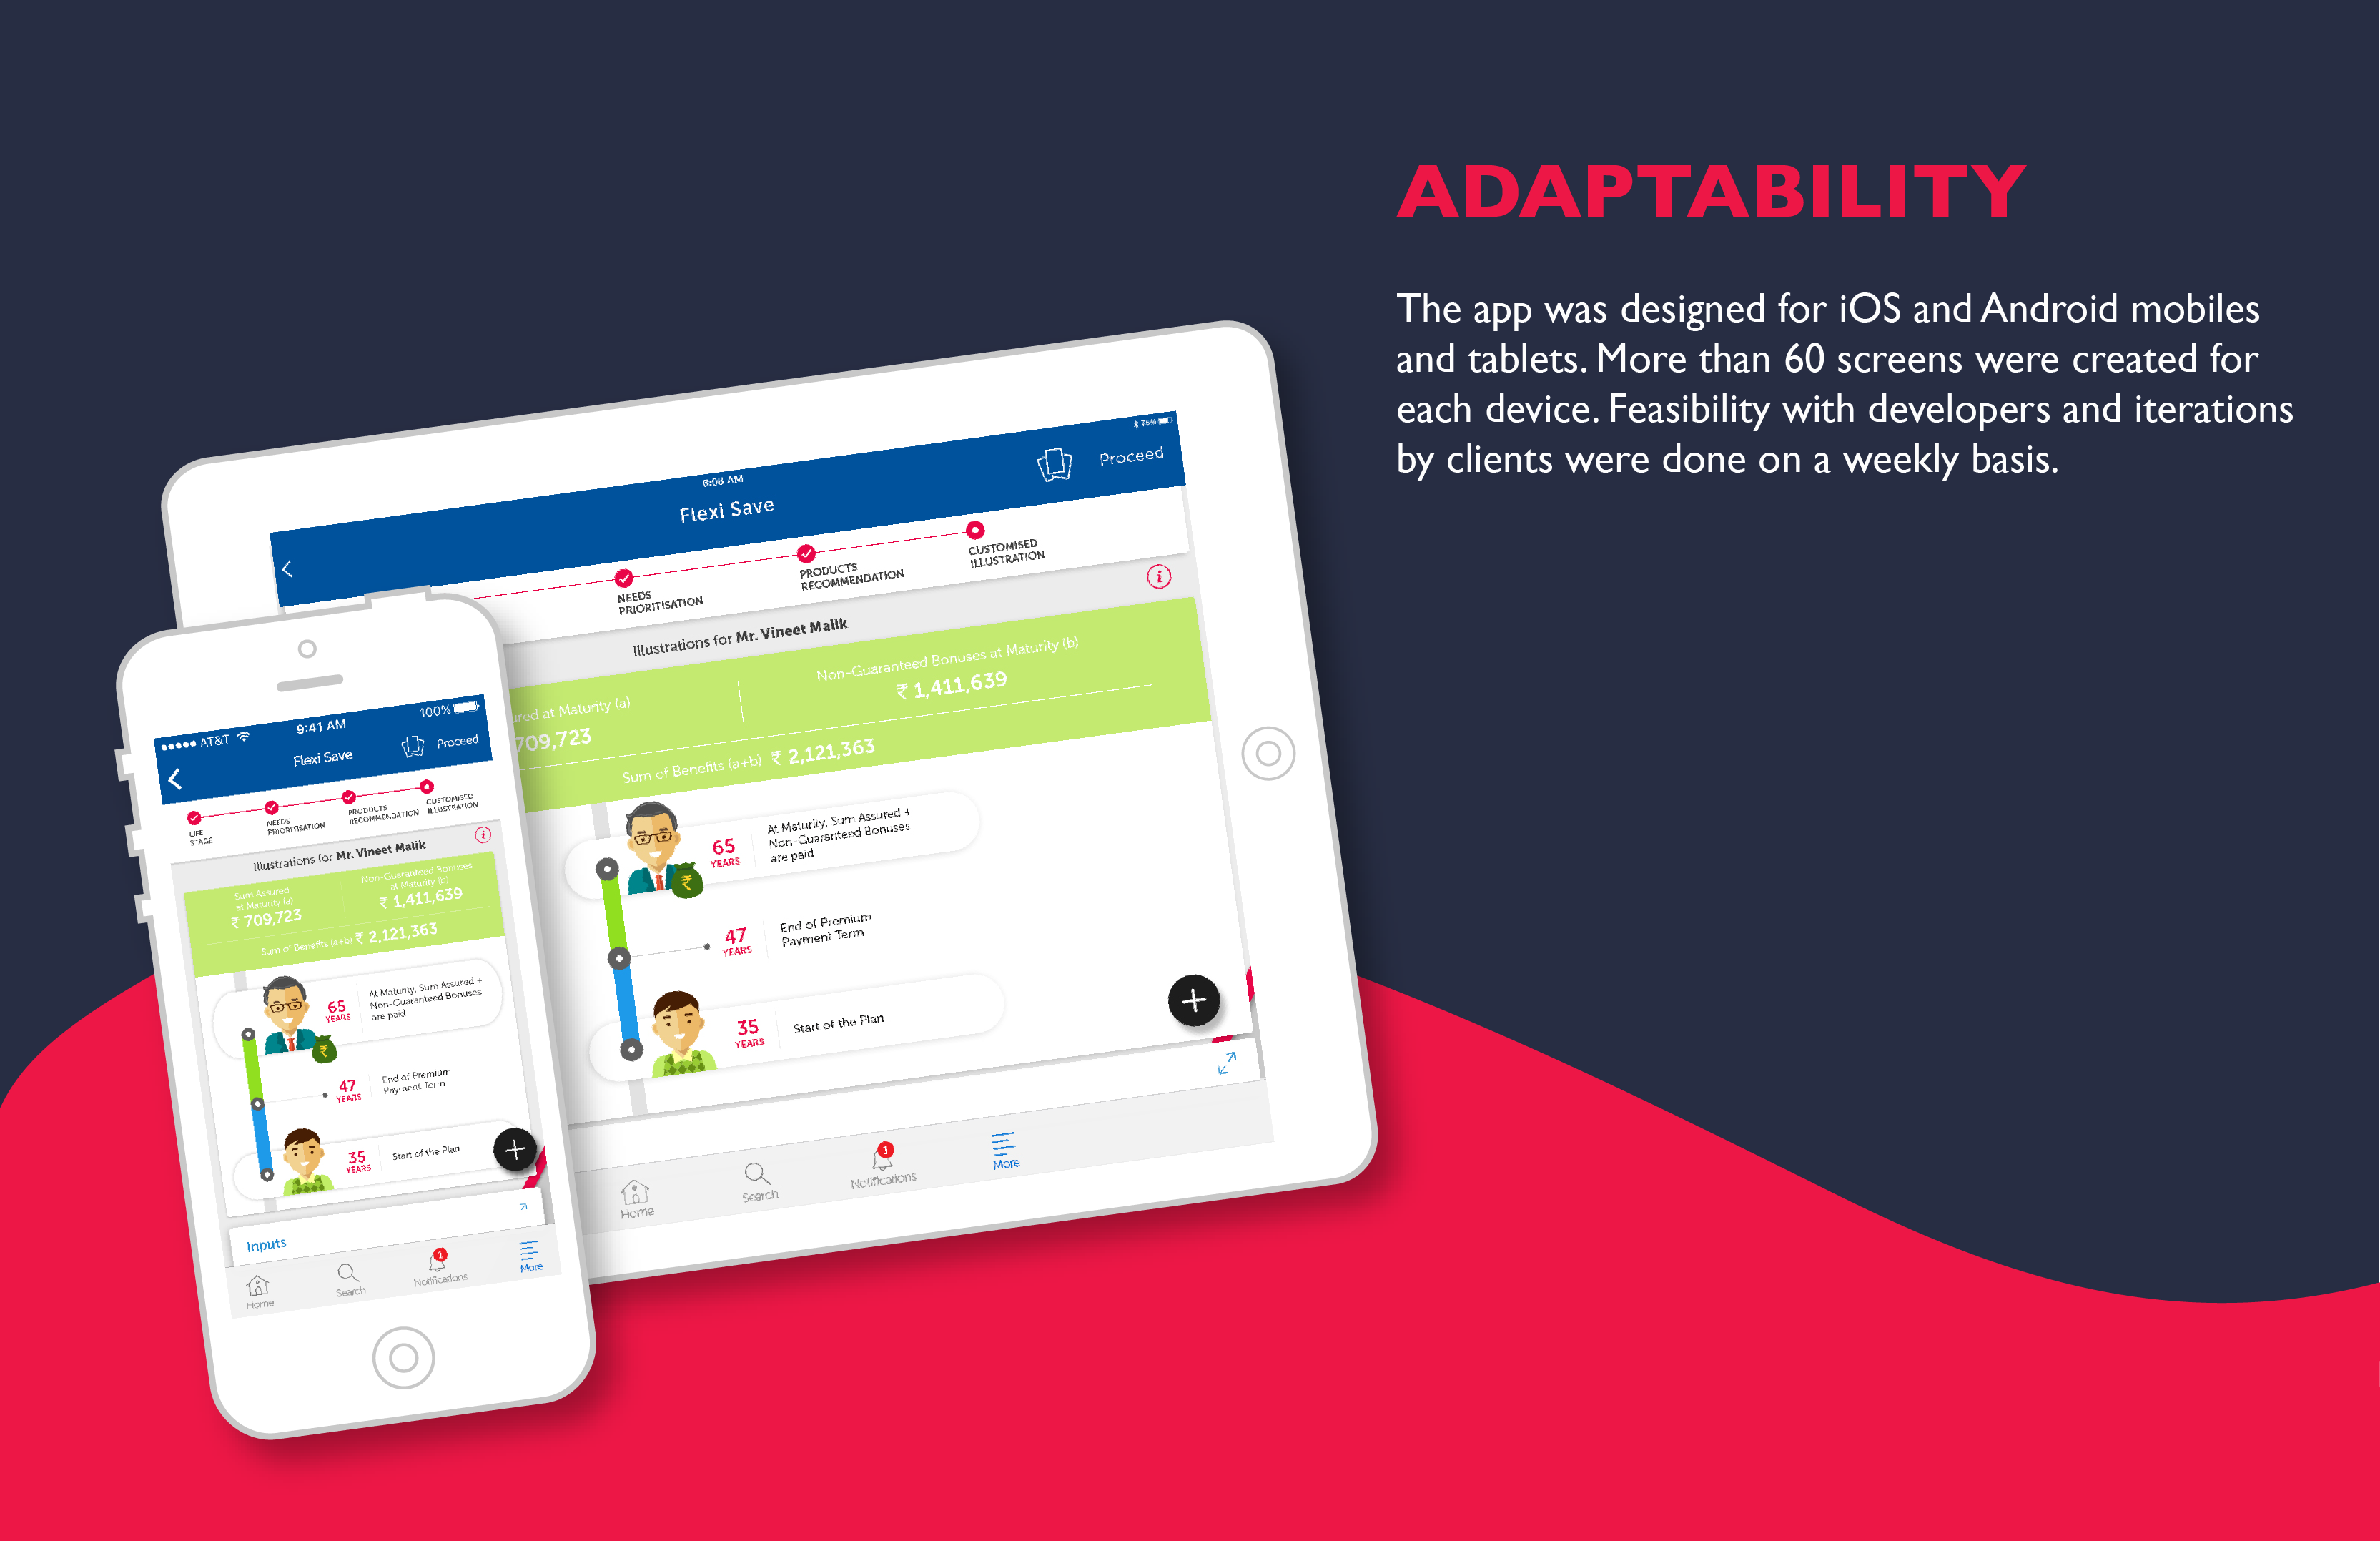 ADAPTABILITY
The app was designed for iOS and Android mobiles
and tablets. More than 60 screens were created for
each device. Feasibility with developers and iterations
by clients were done on a weekly basis.
75%
8:08 AM
Flexi Save
Proceed
NEEDS
PRIORITISATION
PRODUCTS
RECOMMENDATION
CUSTOMISED
ILLUSTRATION
Illustrations for Mr. Vineet Malik
ured at Maturity (a)
709,723
Non-Guaranteed Bonuses at Maturity (b)
₹ 1,411,639
Sum of Benefits (a+b) ₹ 2,121,363
65
YEARS
At Maturity, Sum Assured +
Non-Guaranteed Bonuses
are paid
₹
47
YEARS
End of Premium
Payment Term
35
YEARS
Start of the Plan
Home
Search
1
Notifications
More
AT&T
9:41 AM
100%
Flexi Save
Proceed
LIFE
STAGE
NEEDS
PRIORITISATION
PRODUCTS
RECOMMENDATION
CUSTOMISED
ILLUSTRATION
Illustrations for Mr. Vineet Malik
Sum Assured
at Maturity (a)
₹ 709,723
Non-Guaranteed Bonuses
at Maturity (b)
₹ 1,411,639
Sum of Benefits (a+b) ₹ 2,121,363
65
YEARS
At Maturity, Sum Assured +
Non-Guaranteed Bonuses
are paid
₹
47
YEARS
End of Premium
Payment Term
35
YEARS
Start of the Plan
Inputs
Home
Search
1
Notifications
More